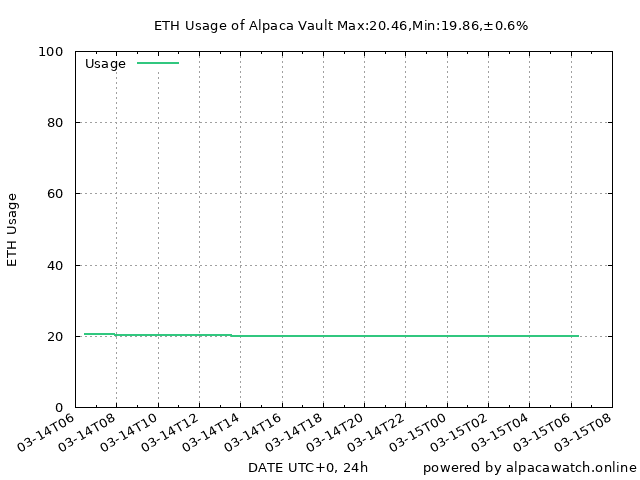 ETH Usage of Alpaca Vault Max:20.46,Min:19.86,±0.6%
100
Usage
80
60
40
20
0
ETH Usage
03-14T06
03-14T08
03-14T10
03-14T12
03-14T14
03-14T16
03-14T18
03-14T20
03-14T22
03-15T00
03-15T02
03-15T04
03-15T06
03-15T08
DATE UTC+0, 24h
powered by alpacawatch.online